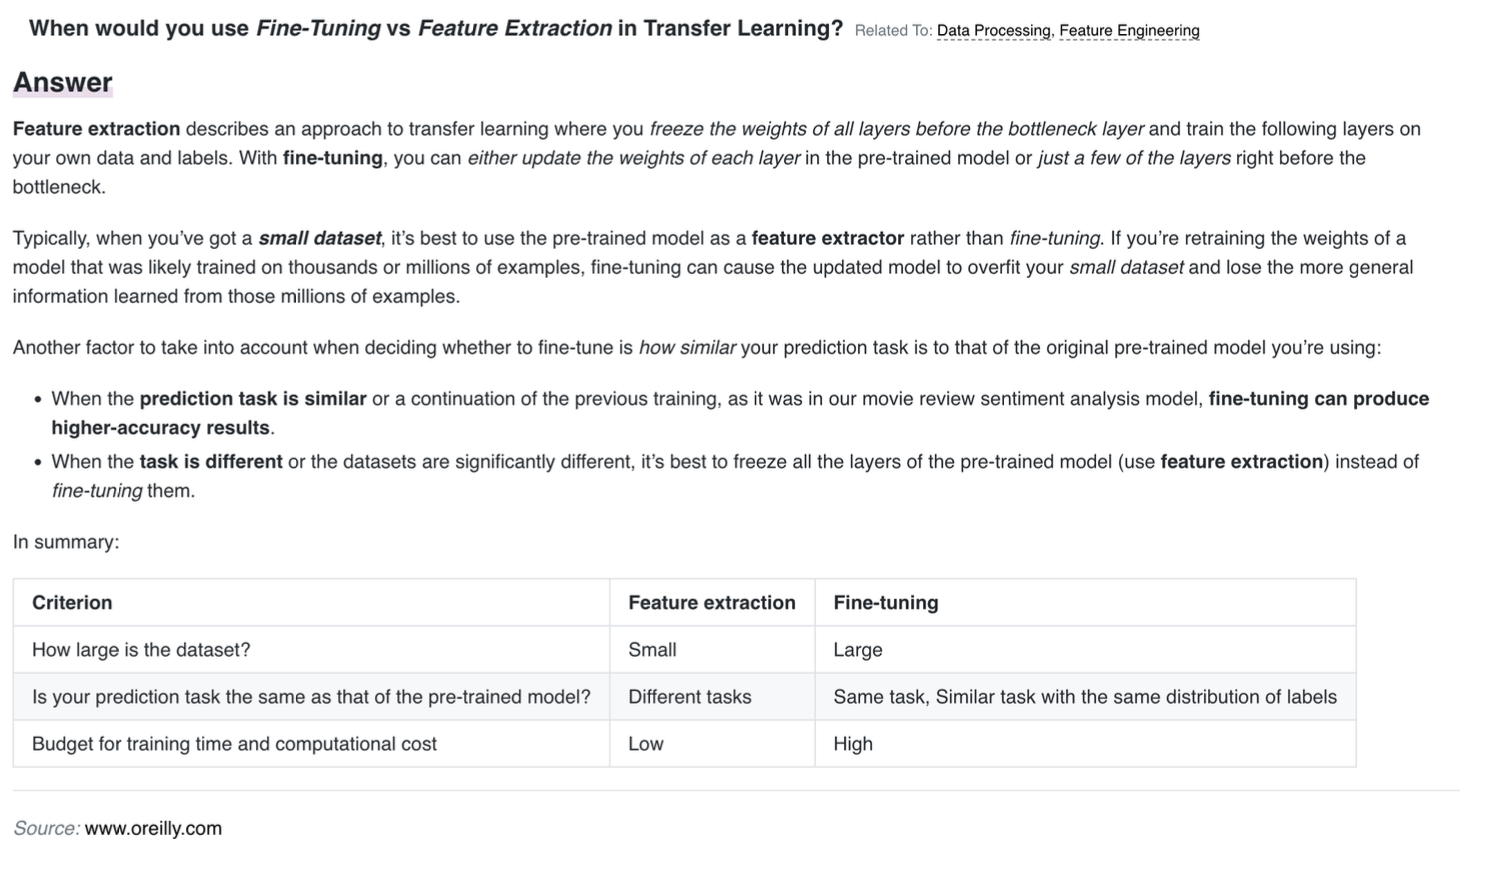 When would you use Fine-Tuning vs Feature Extraction in Transfer Learning? Related To: Data Processing, Feature Engineering
Answer
Feature extraction describes an approach to transfer learning where you freeze the weights of all layers before the bottleneck layer and train the following layers on
your own data and labels. With fine-tuning, you can either update the weights of each layer in the pre-trained model or just a few of the layers right before the
bottleneck.
Typically, when you've got a small dataset, it's best to use the pre-trained model as a feature extractor rather than fine-tuning. If you're retraining the weights of a
model that was likely trained on thousands or millions of examples, fine-tuning can cause the updated model to overfit your small dataset and lose the more general
information learned from those millions of examples.
Another factor to take into account when deciding whether to fine-tune is how similar your prediction task is to that of the original pre-trained model you're using:
• When the prediction task is similar or a continuation of the previous training, as it was in our movie review sentiment analysis model, fine-tuning can produce
higher-accuracy results.
• When the task is different or the datasets are significantly different, it's best to freeze all the layers of the pre-trained model (use feature extraction) instead of
fine-tuning them.
In summary:
Criterion Feature extraction Fine-tuning
How large is the dataset? Small Large
Is your prediction task the same as that of the pre-trained model? Different tasks Same task, Similar task with the same distribution of labels
Budget for training time and computational cost Low High
Source: www.oreilly.com